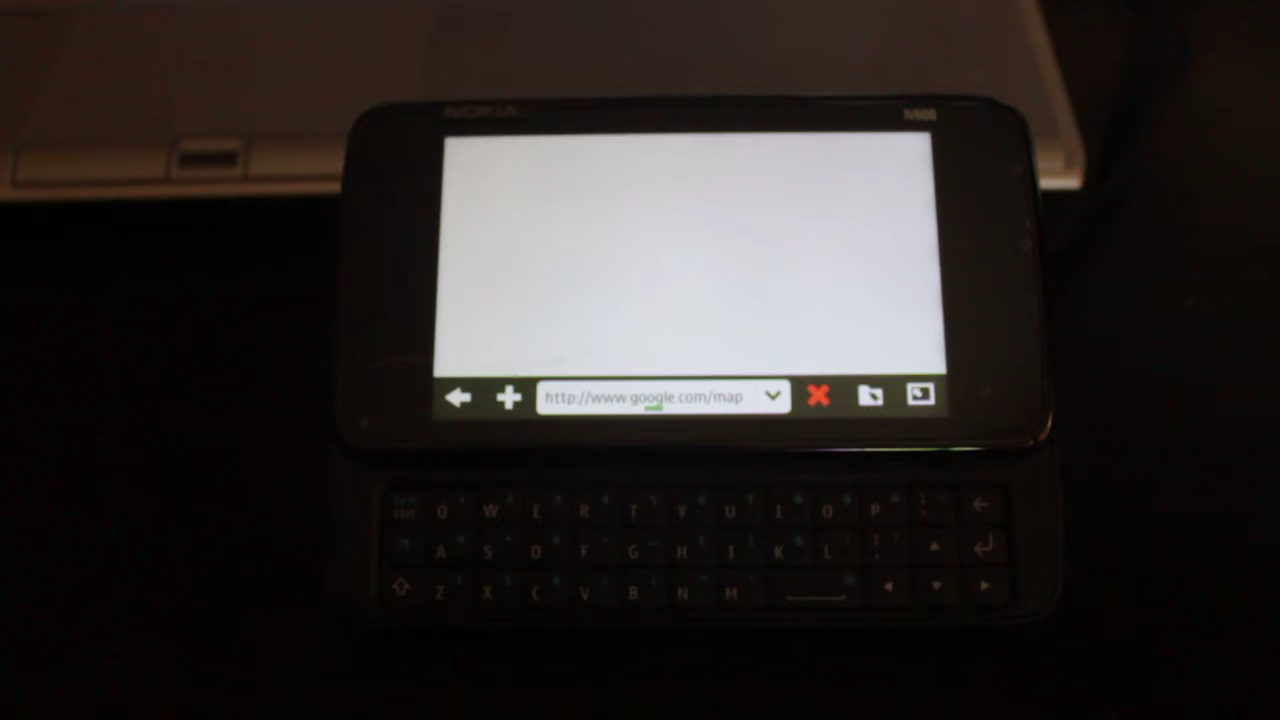 NOKIA
N900
http://www.google.com/map
Q W E R T Y U I O P
A S D F G H J K L
Z X C V B N M